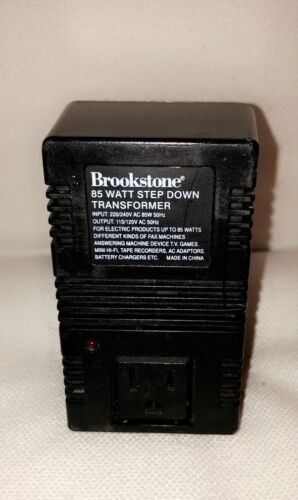 Brookstone®
85 WATT STEP DOWN
TRANSFORMER
INPUT: 220/240V AC 85W 50Hz
OUTPUT: 110/120V AC 50Hz
FOR ELECTRIC PRODUCTS UP TO 85 WATTS
DIFFERENT KINDS OF FAX MACHINES
ANSWERING MACHINE DEVICE T.V. GAMES.
MINI HI-FI, TAPE RECORDERS, AC ADAPTORS.
BATTERY CHARGERS ETC. MADE IN CHINA